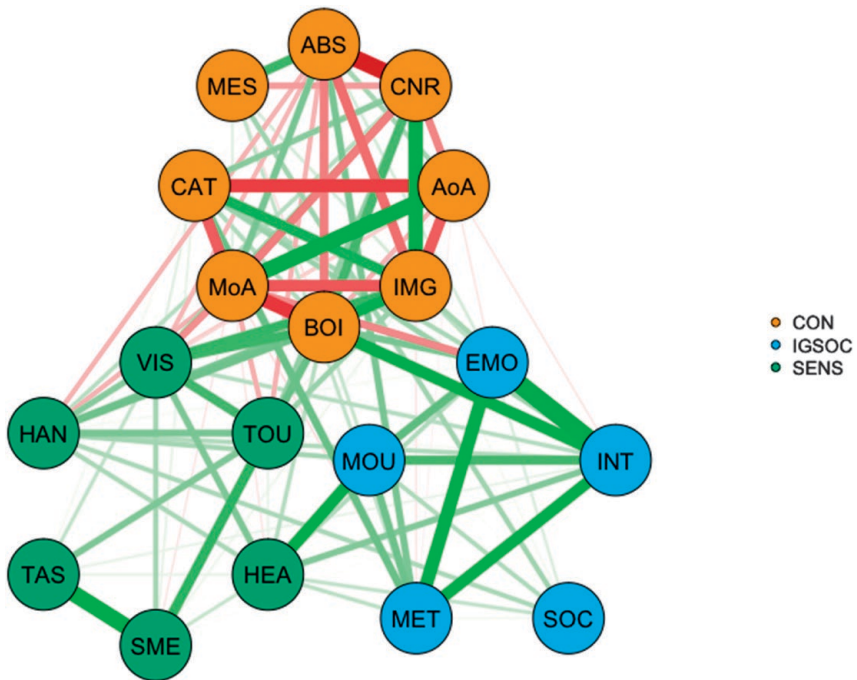 ABS
MES
CNR
CAT
AoA
MoA
IMG
BOI
VIS
EMO
HAN
TOU
MOU
INT
TAS
HEA
MET
SOC
SME
CON
IGSOC
SENS